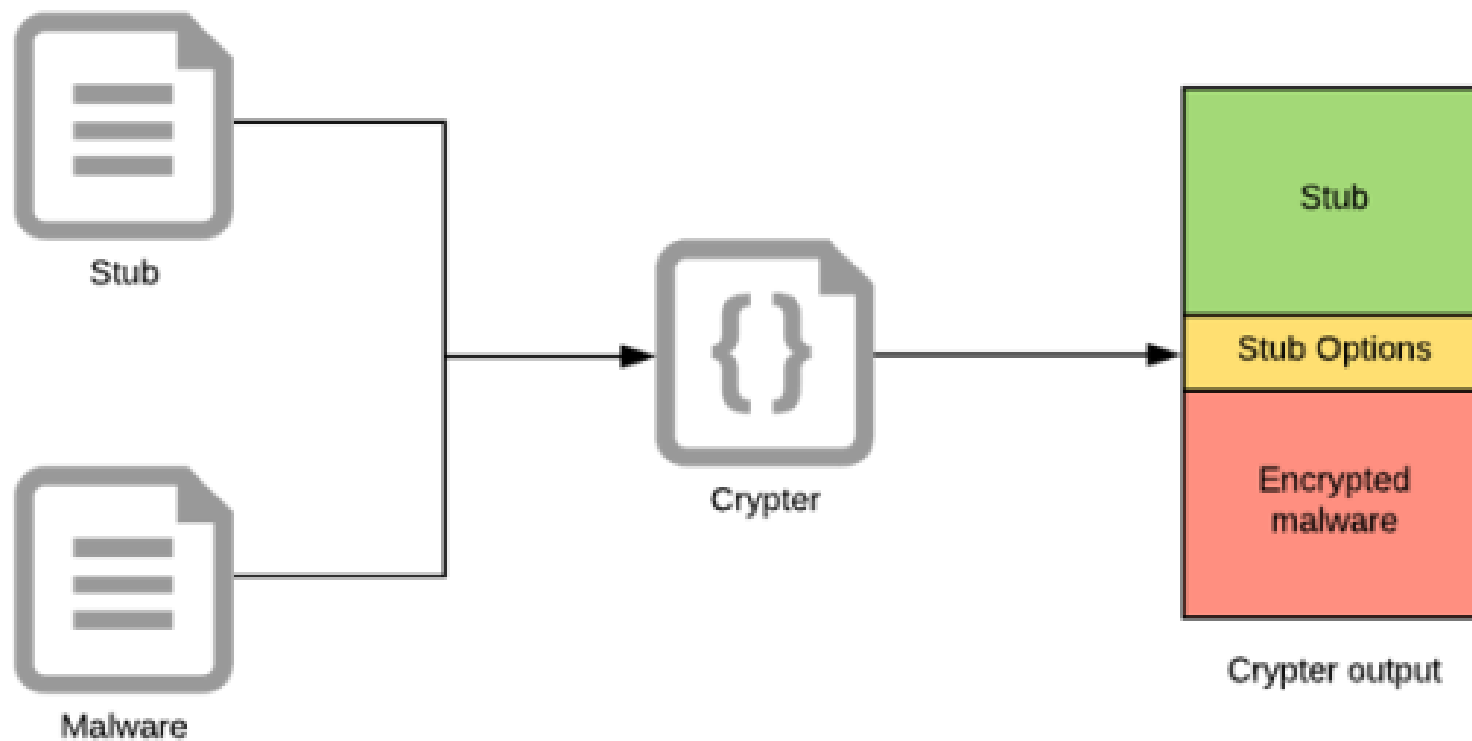 Stub
Malware
Crypter
Stub
Stub Options
Encrypted
malware
Crypter output